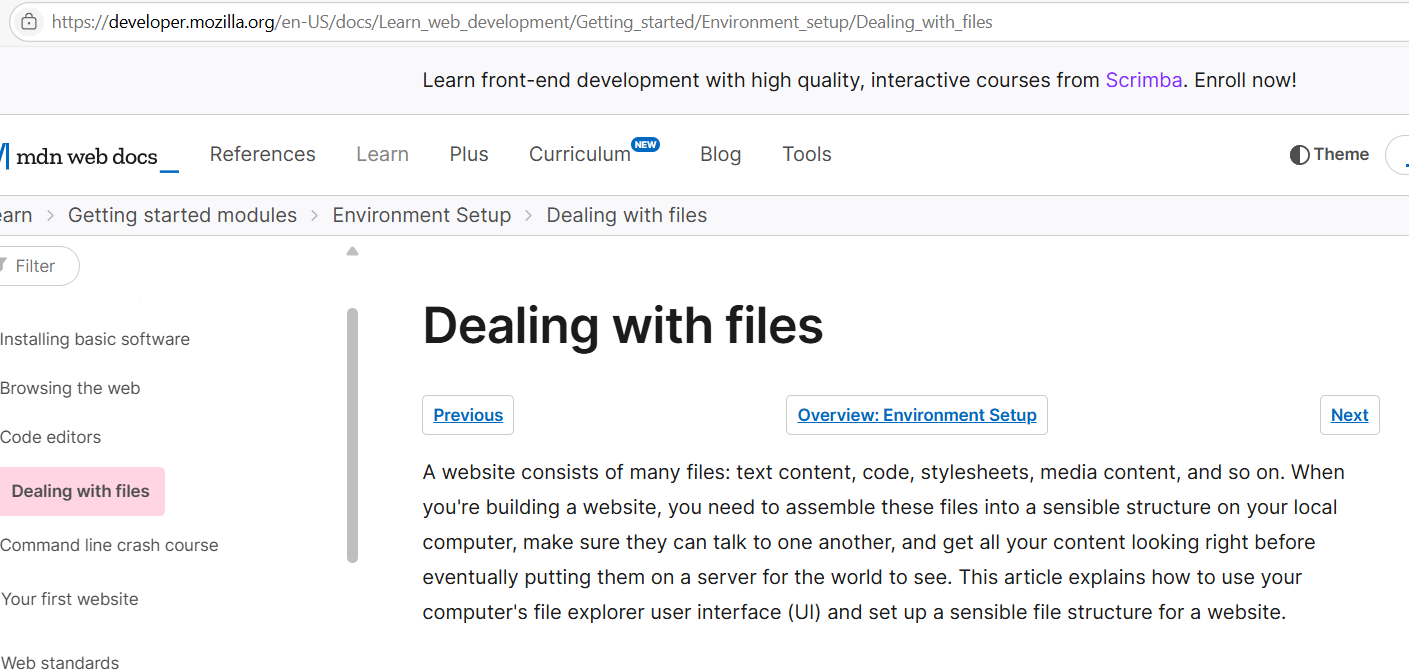 https://developer.mozilla.org/en-US/docs/Learn_web_development/Getting_started/Environment_setup/Dealing_with_files
Learn front-end development with high quality, interactive courses from Scrimba. Enroll now!
mdn web docs_ References Learn Plus Curriculum NEW Blog Tools Theme
earn > Getting started modules > Environment Setup > Dealing with files
Filter
Installing basic software
Browsing the web
Code editors
Dealing with files
Command line crash course
Your first website
Web standards
Dealing with files
Previous Overview: Environment Setup Next
A website consists of many files: text content, code, stylesheets, media content, and so on. When
you're building a website, you need to assemble these files into a sensible structure on your local
computer, make sure they can talk to one another, and get all your content looking right before
eventually putting them on a server for the world to see. This article explains how to use your
computer's file explorer user interface (UI) and set up a sensible file structure for a website.